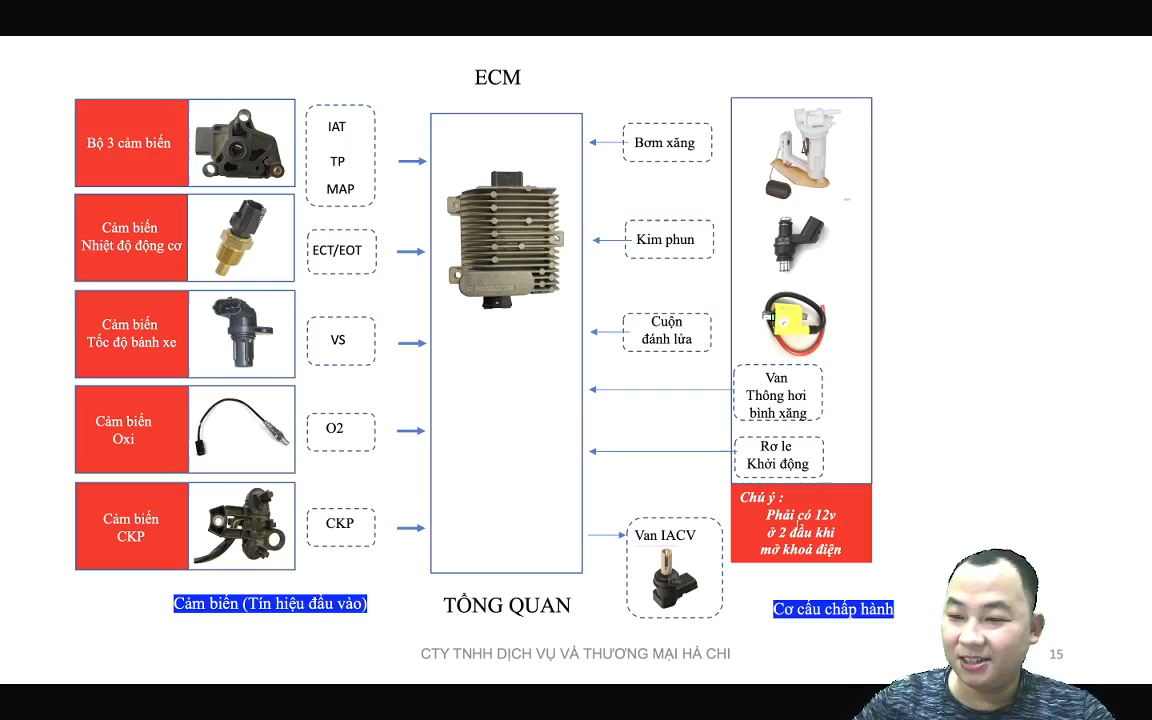 ECM
Bộ 3 cảm biến
IAT
TP
MAP
Cảm biến
Nhiệt độ động cơ
ECT/EOT
Cảm biến
Tốc độ bánh xe
VS
Cảm biến
Oxi
O2
Cảm biến
CKP
CKP
Cảm biến (Tín hiệu đầu vào)
TỔNG QUAN
Bơm xăng
Kim phun
Cuộn
đánh lửa
Van
Thông hơi
bình xăng
Rơ le
Khởi động
Chú ý :
Phải có 12v
ở 2 đầu khi
mở khoá điện
Van IACV
Cơ cấu chấp hành
CTY TNHH DỊCH VỤ VÀ THƯƠNG MẠI HÀ CHI
15